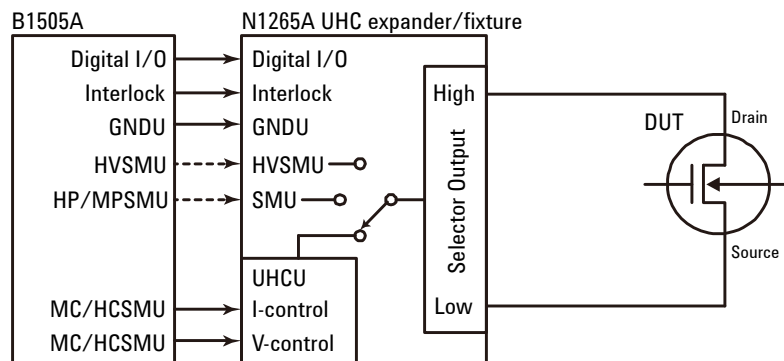 B1505A
N1265A UHC expander/fixture
Digital I/O
Digital I/O
Interlock
Interlock
GNDU
GNDU
HVSMU
HVSMU
HP/MPSMU
SMU
UHCU
MC/HCSMU
I-control
MC/HCSMU
V-control
High
Selector Output
Low
DUT
Drain
Source